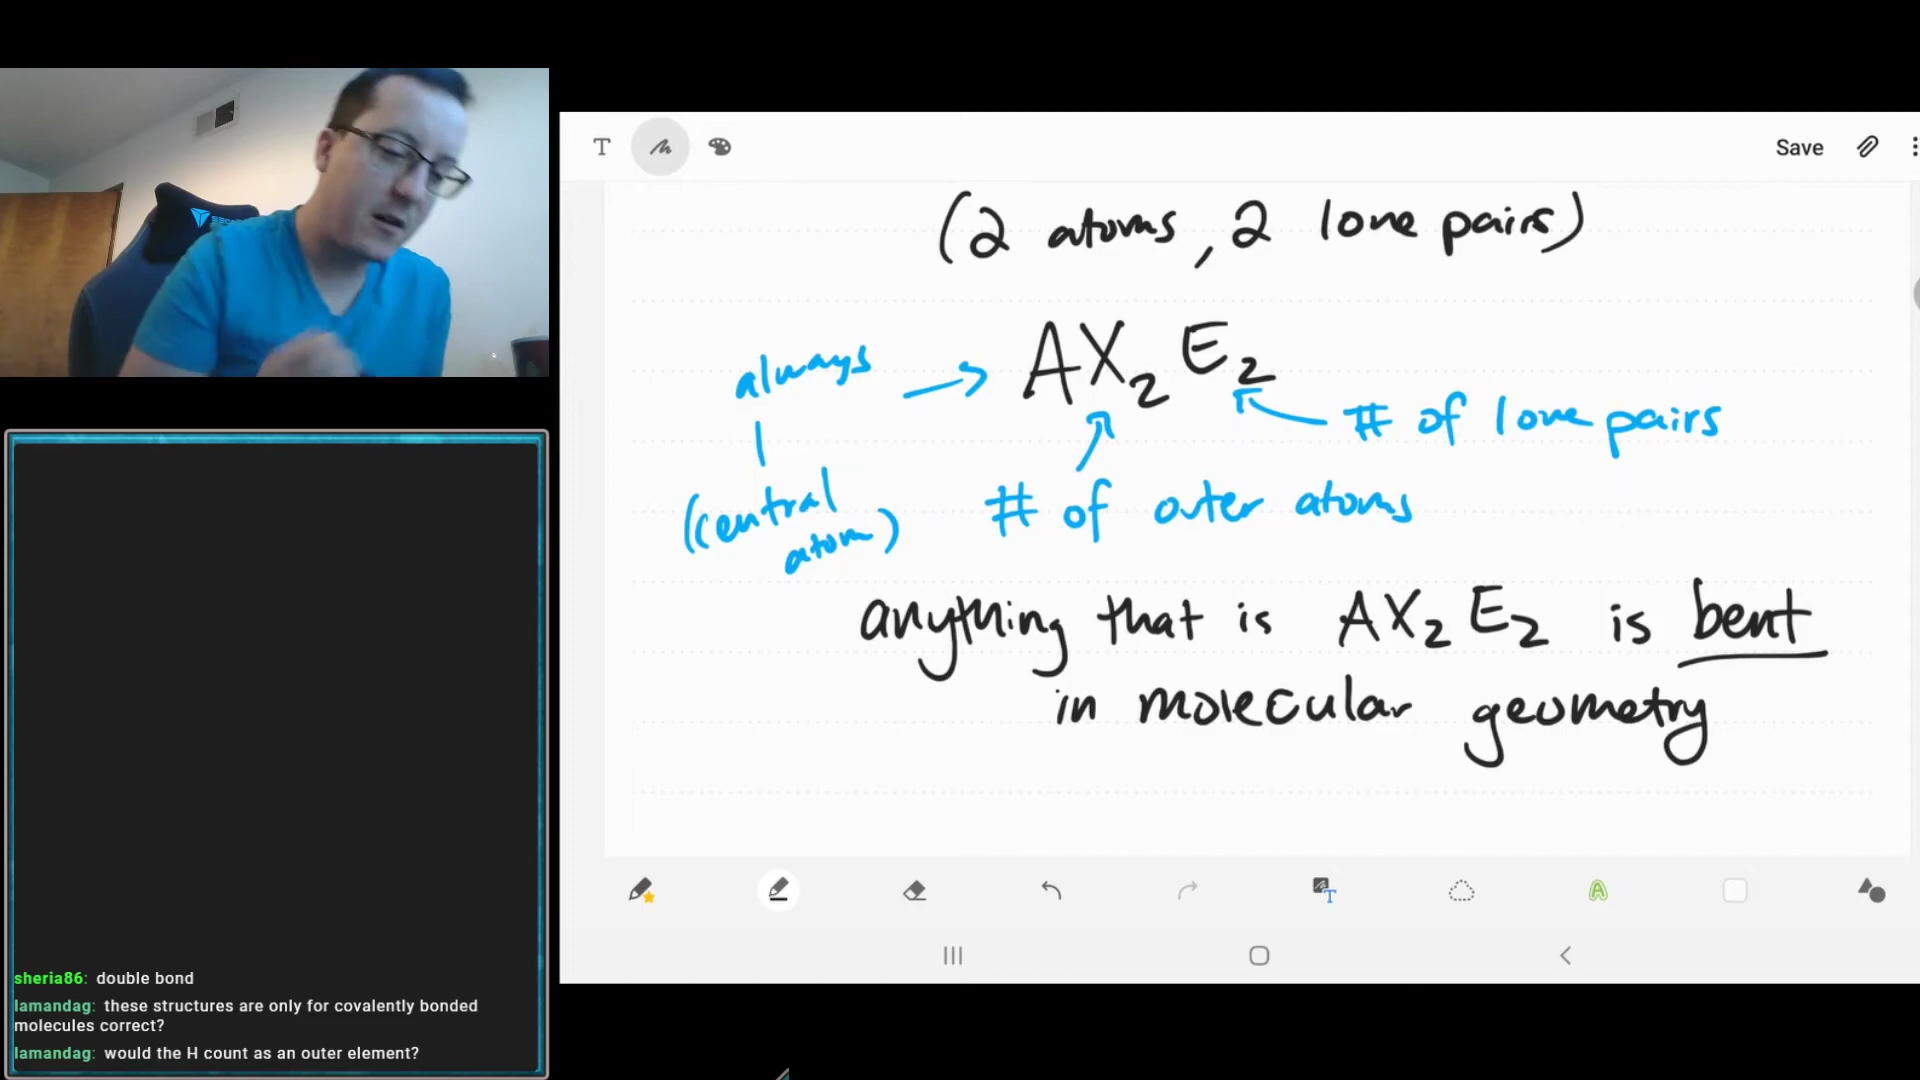 T
Save
(2 atoms, 2 lone pairs)
always → AX₂E₂
# of lone pairs
(central atom)
# of outer atoms
anything that is AX₂E₂ is bent
in molecular geometry
T
A
sheria86: double bond
lamandag: these structures are only for covalently bonded
molecules correct?
lamandag: would the H count as an outer element?